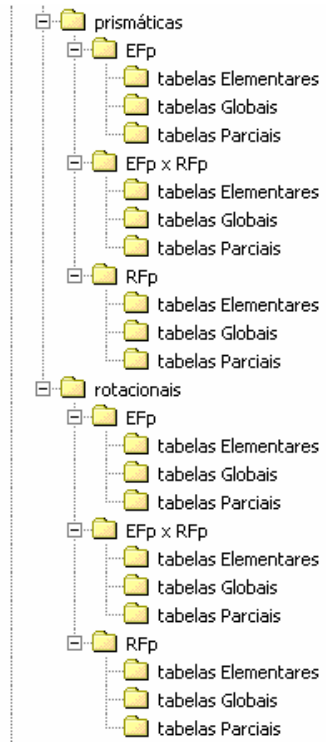 prismáticas
EFp
tabelas Elementares
tabelas Globais
tabelas Parciais
EFp x RFp
tabelas Elementares
tabelas Globais
tabelas Parciais
RFp
tabelas Elementares
tabelas Globais
tabelas Parciais
rotacionais
EFp
tabelas Elementares
tabelas Globais
tabelas Parciais
EFp x RFp
tabelas Elementares
tabelas Globais
tabelas Parciais
RFp
tabelas Elementares
tabelas Globais
tabelas Parciais